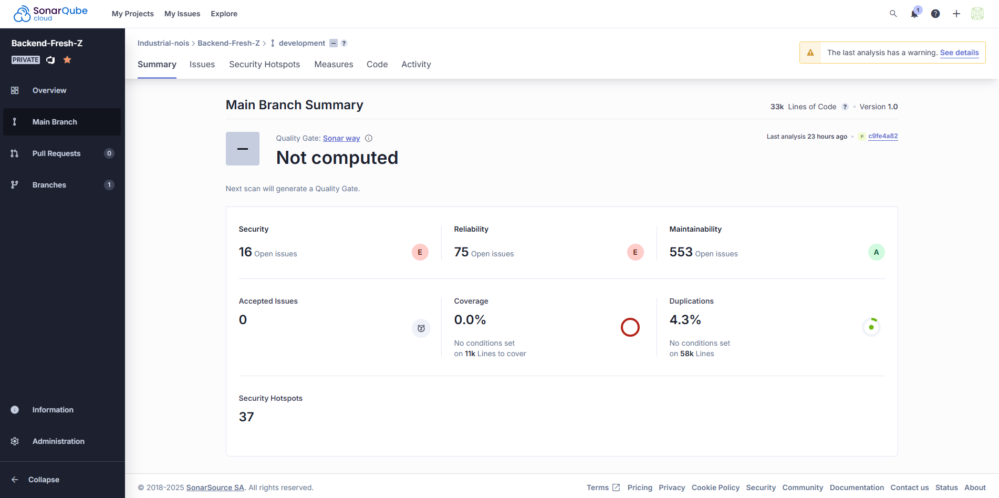 SonarQube
cloud
My Projects My Issues Explore
1
Backend-Fresh-Z
PRIVATE
Overview
Main Branch
Pull Requests 0
Branches 1
Information
Administration
Collapse
Industrial-nois > Backend-Fresh-Z > development ?
Summary Issues Security Hotspots Measures Code Activity
The last analysis has a warning. See details
Main Branch Summary
33k Lines of Code ? • Version 1.0
Quality Gate: Sonar way
Last analysis 23 hours ago • P c9fe4a82
Not computed
Next scan will generate a Quality Gate.
Security
16 Open issues E
Reliability
75 Open issues E
Maintainability
553 Open issues A
Accepted Issues
0
Coverage
0.0%
No conditions set
on 11k Lines to cover
Duplications
4.3%
No conditions set
on 58k Lines
Security Hotspots
37
© 2018-2025 SonarSource SA. All rights reserved.
Terms Pricing Privacy Cookie Policy Security Community Documentation Contact us Status About